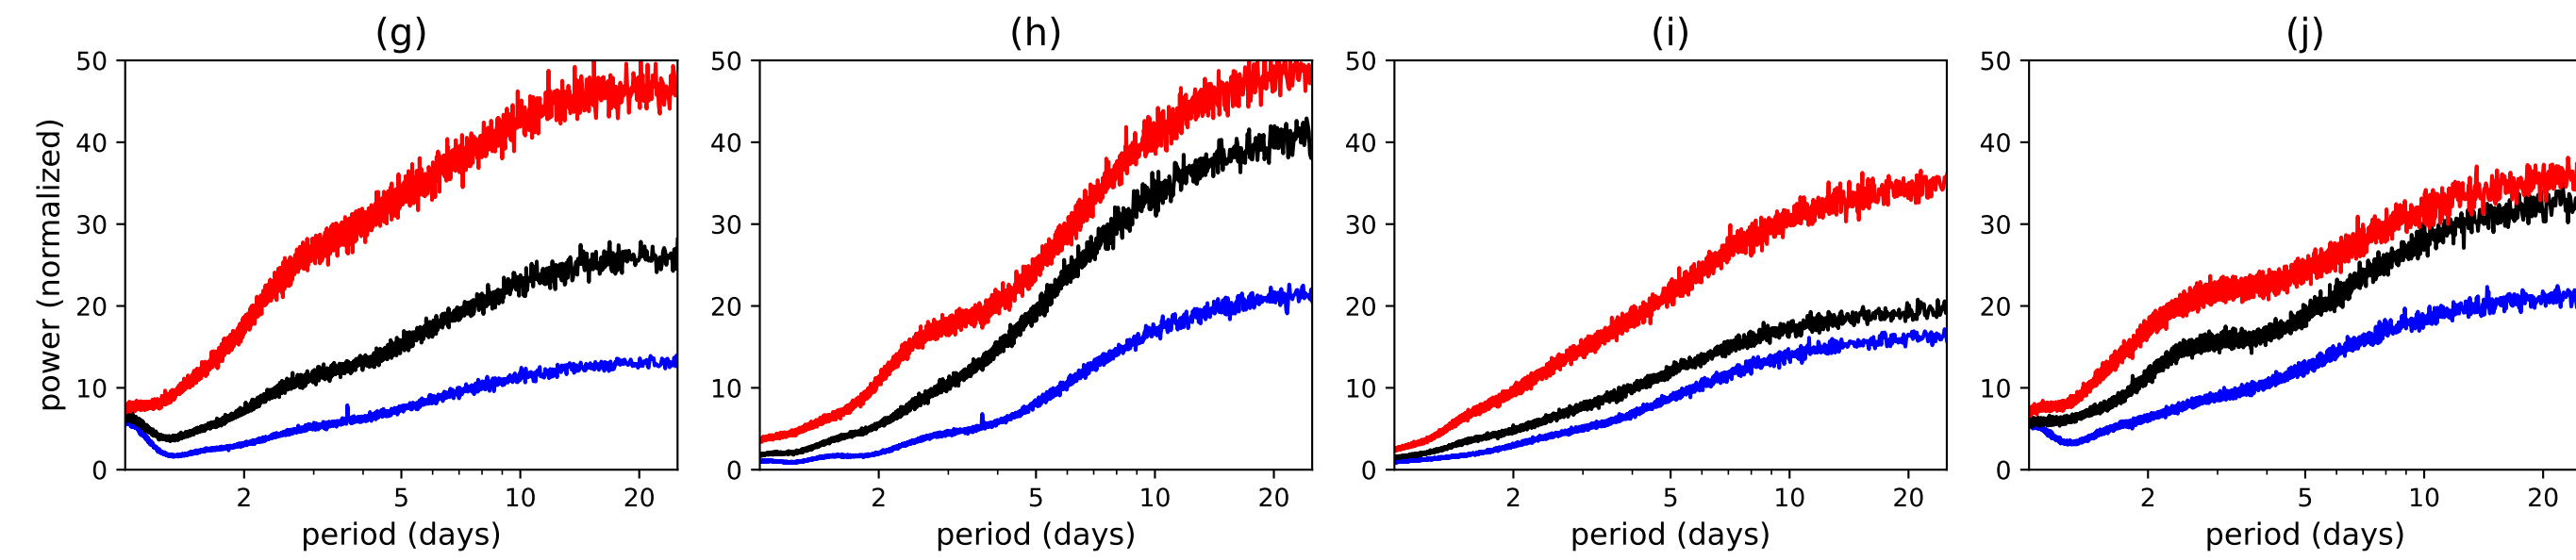 (g) (h) (i) (j)
50 50 50 50
40 40 40 40
30 30 30 30
20 20 20 20
10 10 10 10
0 0 0 0
power (normalized)
2 5 10 20 2 5 10 20 2 5 10 20 2 5 10 20
period (days) period (days) period (days) period (days)